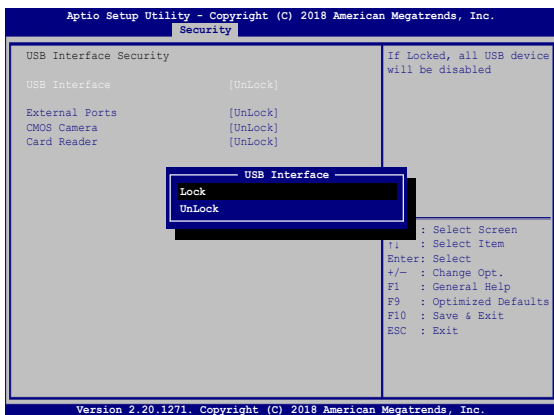 Aptio Setup Utility - Copyright (C) 2018 American Megatrends, Inc.
Security
USB Interface Security
USB Interface [UnLock]
External Ports [UnLock]
CMOS Camera [UnLock]
Card Reader [UnLock]
USB Interface
Lock
UnLock
If Locked, all USB device
will be disabled
: Select Screen
↑↓ : Select Item
Enter: Select
+/— : Change Opt.
F1 : General Help
F9 : Optimized Defaults
F10 : Save & Exit
ESC : Exit
Version 2.20.1271. Copyright (C) 2018 American Megatrends, Inc.